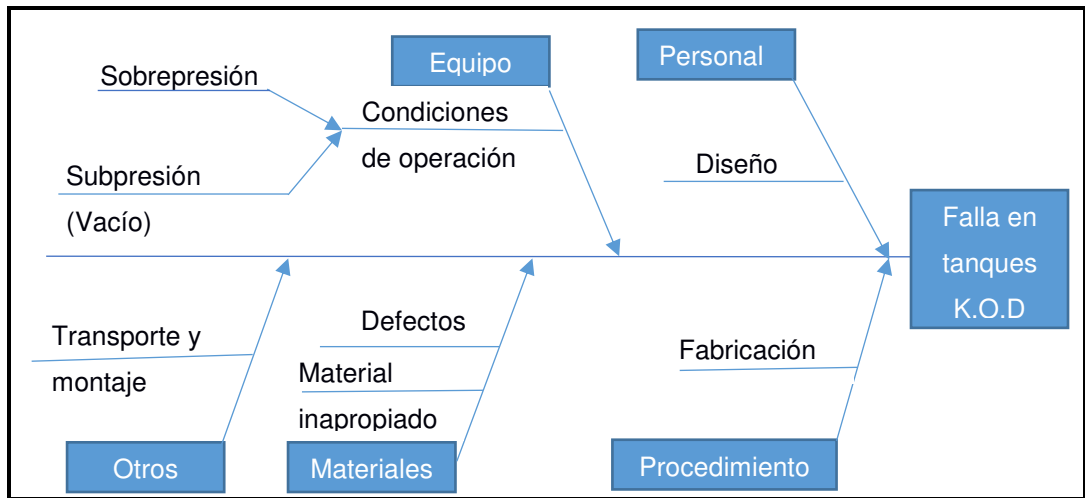 Equipo
Personal
Sobrepresión
Condiciones
de operación
Subpresión
(Vacío)
Diseño
Falla en
tanques
K.O.D
Transporte y
montaje
Defectos
Material
inapropiado
Fabricación
Otros
Materiales
Procedimiento